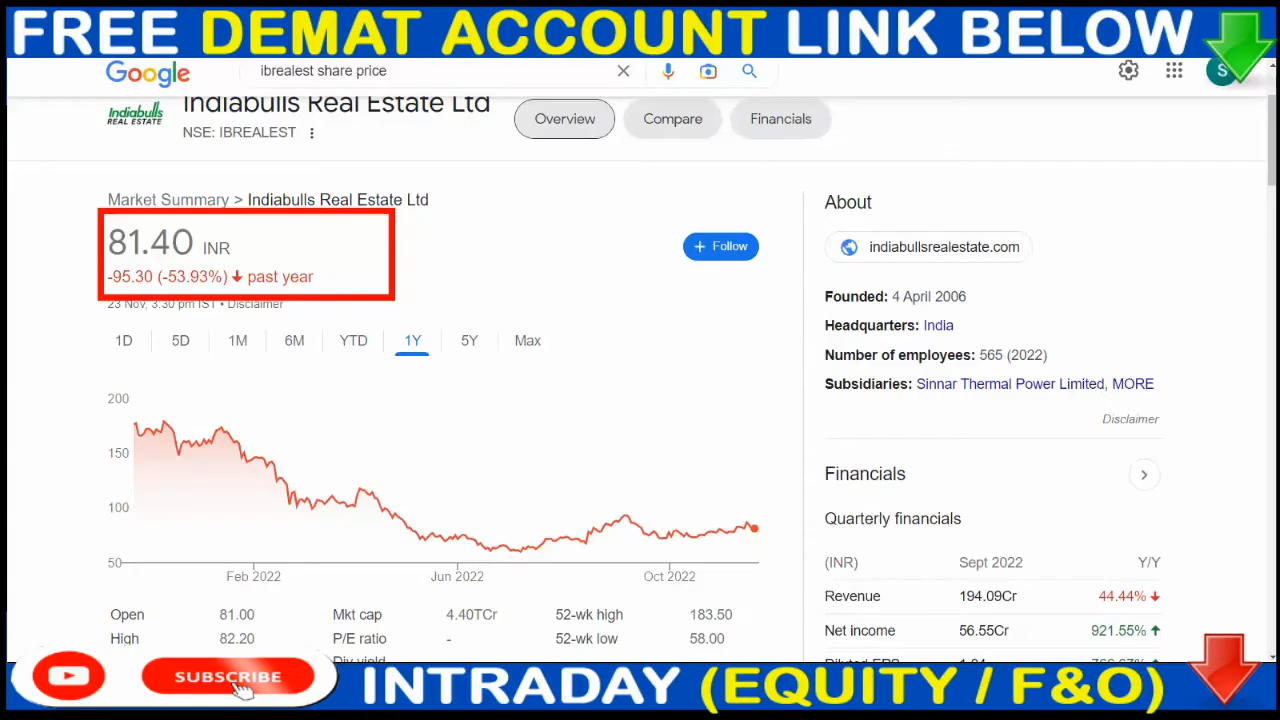 FREE DEMAT ACCOUNT LINK BELOW
Google
ibrealest share price
S
Indiabulls
REAL ESTATE
Indiabulls Real Estate Ltd
NSE: IBREALEST
Overview
Compare
Financials
Market Summary > Indiabulls Real Estate Ltd
81.40 INR
-95.30 (-53.93%) past year
23 Nov, 3:30 pm IST • Disclaimer
+ Follow
1D 5D 1M 6M YTD 1Y 5Y Max
200
150
100
50
Feb 2022 Jun 2022 Oct 2022
Open 81.00 Mkt cap 4.40TCr 52-wk high 183.50
High 82.20 P/E ratio - 52-wk low 58.00
Div yield
About
indiabullsrealestate.com
Founded: 4 April 2006
Headquarters: India
Number of employees: 565 (2022)
Subsidiaries: Sinnar Thermal Power Limited, MORE
Disclaimer
Financials
Quarterly financials
(INR) Sept 2022 Y/Y
Revenue 194.09Cr 44.44%
Net income 56.55Cr 921.55%
SUBSCRIBE
INTRADAY (EQUITY / F&O)